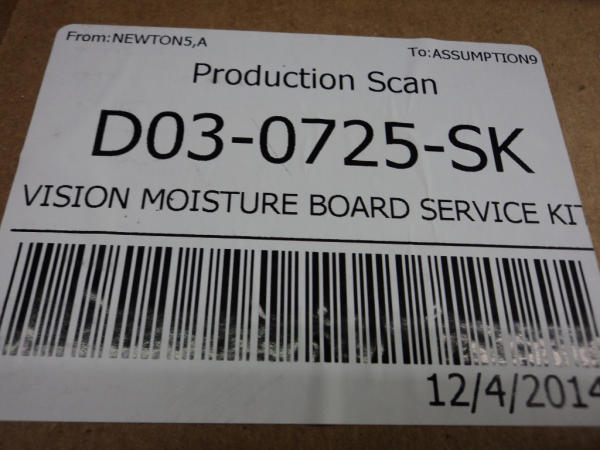 From:NEWTON5,A
To:ASSUMPTION9
Production Scan
D03-0725-SK
VISION MOISTURE BOARD SERVICE KIT
12/4/2014